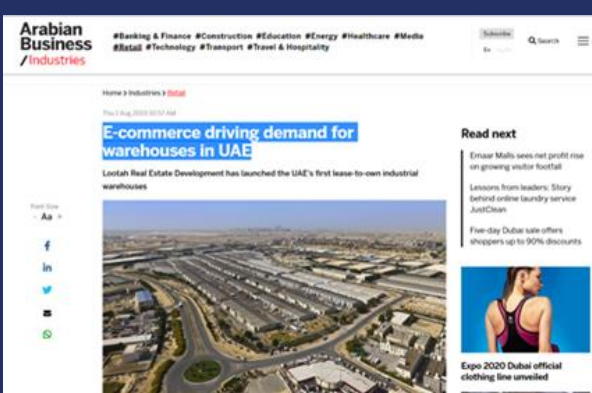 Arabian
Business
/Industries
#Banking & Finance #Construction #Education #Energy #Healthcare #Media
#Retail #Technology #Transport #Travel & Hospitality
Subscribe
En
Search
Home > Industries > Retail
E-commerce driving demand for
warehouses in UAE
Lootah Real Estate Development has launched the UAE's first lease-to-own industrial
warehouses
Font Size
- Aa +
Read next
Emaar Malls sees net profit rise
on growing visitor footfall
Lessons from leaders: Story
behind online laundry service
JustClean
Five-day Dubai sale offers
shoppers up to 90% discounts
Expo 2020 Dubai official
clothing line unveiled